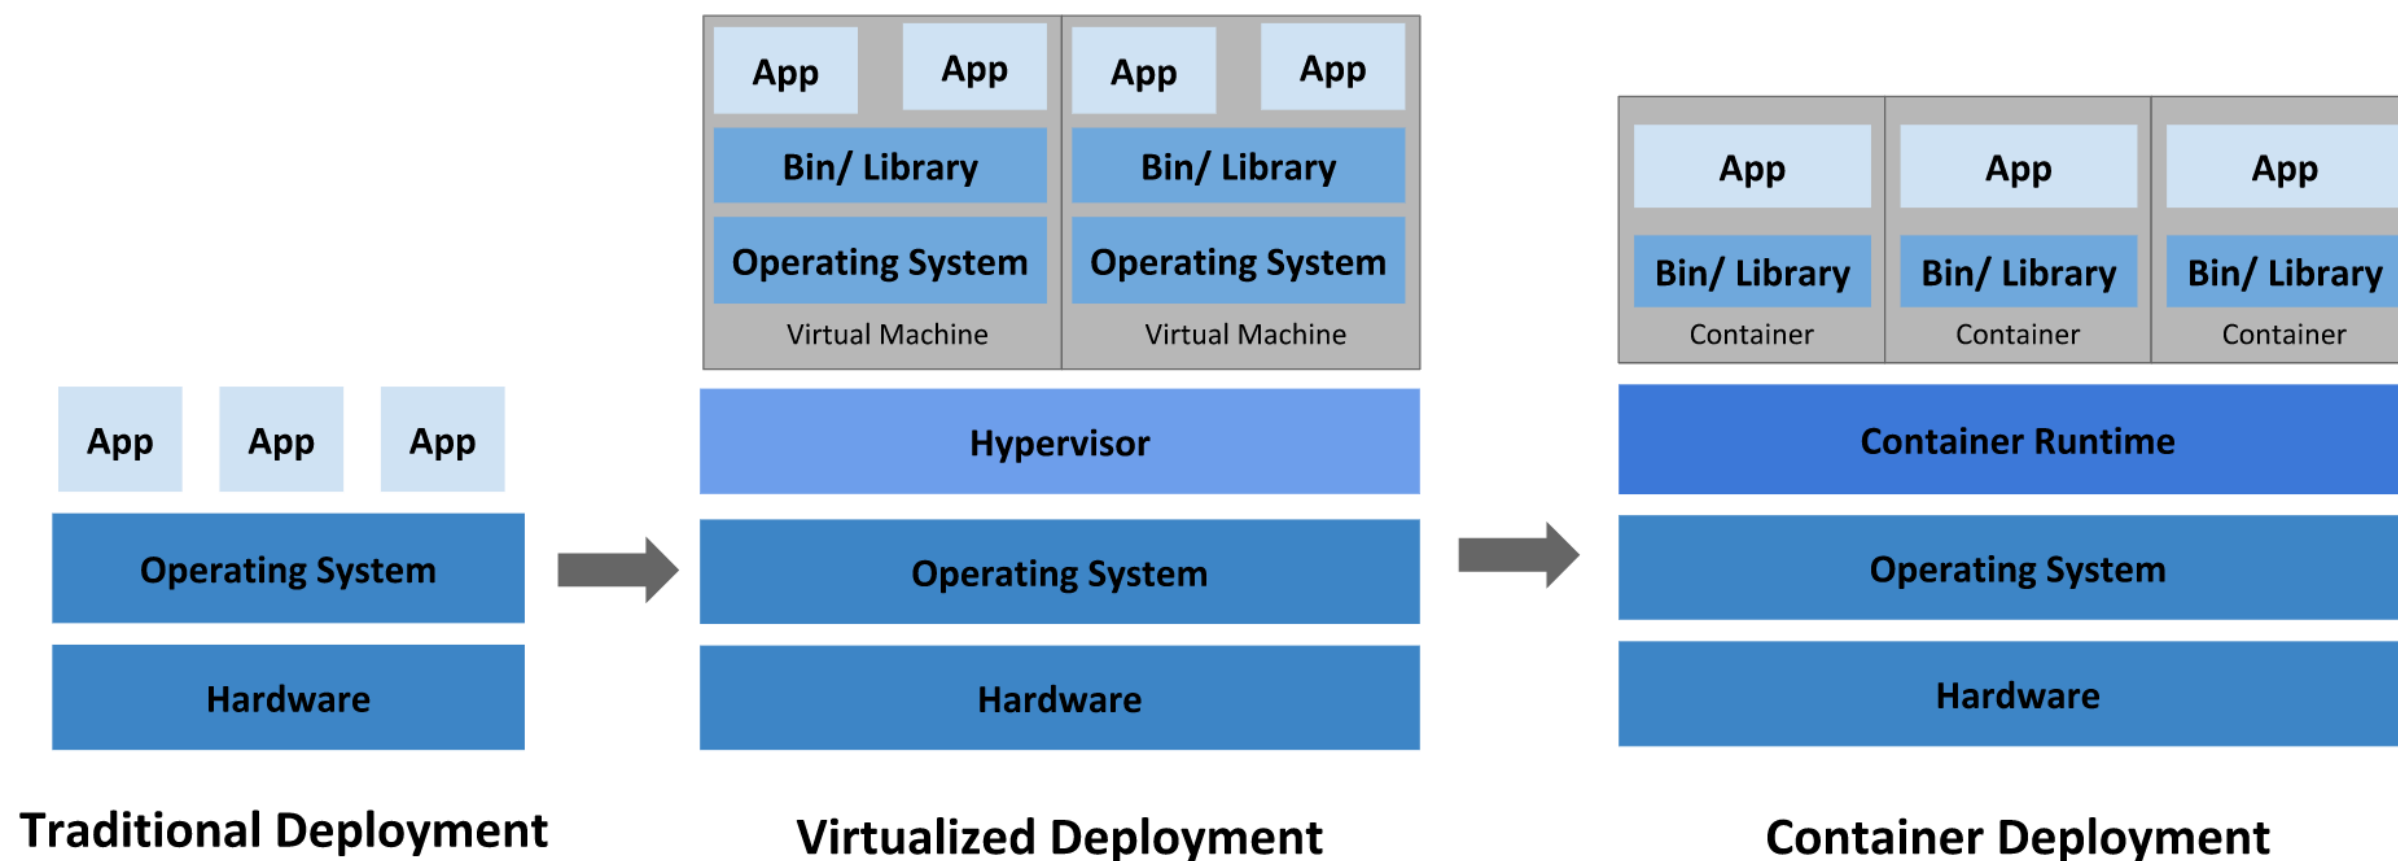 App App App
Operating System
Hardware
Traditional Deployment
App App App App
Bin/ Library Bin/ Library
Operating System Operating System
Virtual Machine Virtual Machine
Hypervisor
Operating System
Hardware
Virtualized Deployment
App App App
Bin/ Library Bin/ Library Bin/ Library
Container Container Container
Container Runtime
Operating System
Hardware
Container Deployment